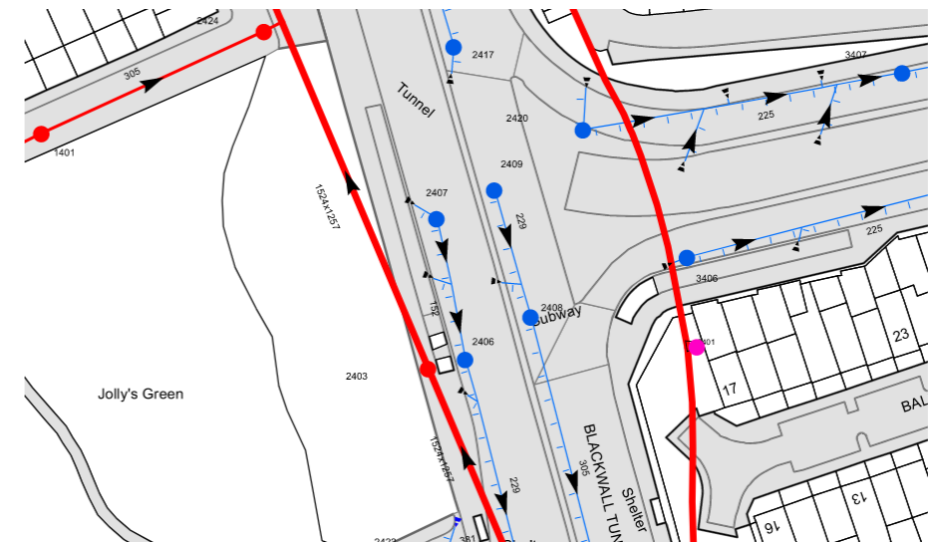 2424
2417
3407
305
Tunnel
2420
225
1401
2409
2407
1524x1257
229
225
3406
152
2408
Subway
2406
23
2403
17
Jolly's Green
BAL
1524x1257
305
BLACKWALL TUN
229
Shelter
13
16
381